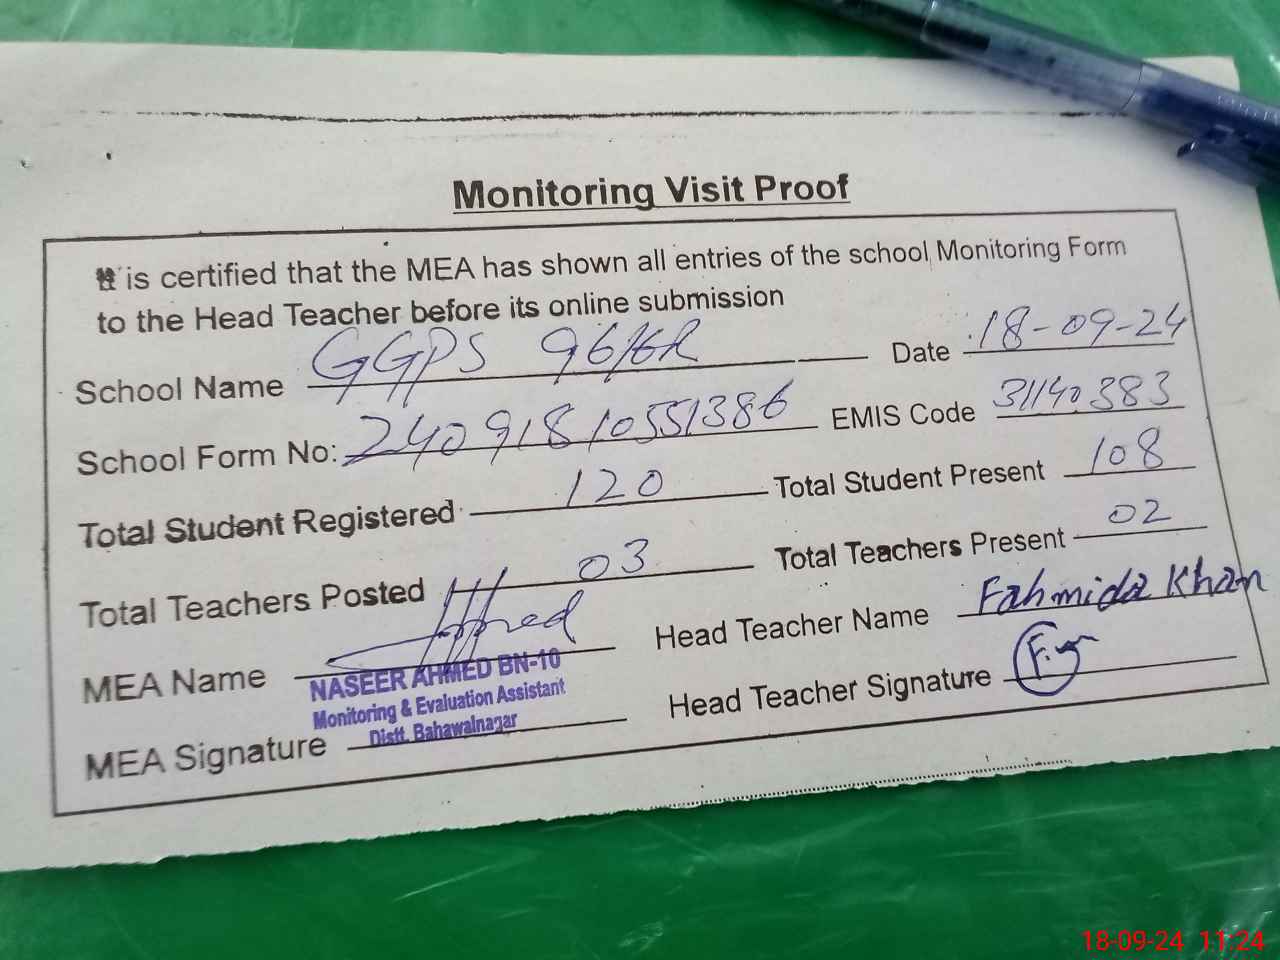 Monitoring Visit Proof
It is certified that the MEA has shown all entries of the school Monitoring Form
to the Head Teacher before its online submission
School Name GGPS 96/6R Date 18-09-24
School Form No: 24091810551386 EMIS Code 31140383
Total Student Registered 120 Total Student Present 108
Total Teachers Posted 03 Total Teachers Present 02
MEA Name Head Teacher Name Fahmida Khan
NASEER AHMED BN-10
Monitoring & Evaluation Assistant
Distt. Bahawalnagar
MEA Signature Head Teacher Signature
18-09-24 11:24